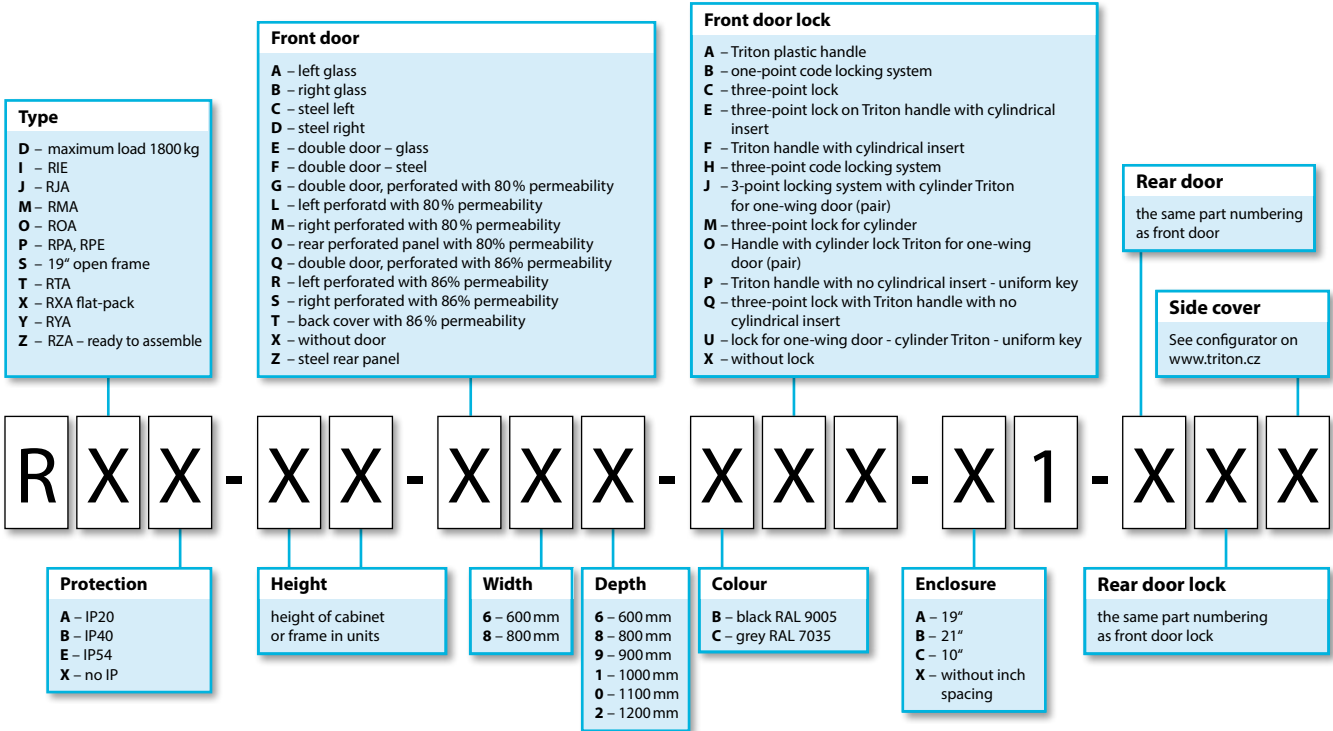 Type
D – maximum load 1800 kg
I – RIE
J – RJA
M – RMA
O – ROA
P – RPA, RPE
S – 19“ open frame
T – RTA
X – RXA flat-pack
Y – RYA
Z – RZA – ready to assemble
Front door
A – left glass
B – right glass
C – steel left
D – steel right
E – double door – glass
F – double door – steel
G – double door, perforated with 80 % permeability
L – left perforatd with 80 % permeability
M – right perforated with 80 % permeability
O – rear perforated panel with 80% permeability
Q – double door, perforated with 86% permeability
R – left perforated with 86% permeability
S – right perforated with 86% permeability
T – back cover with 86 % permeability
X – without door
Z – steel rear panel
Front door lock
A – Triton plastic handle
B – one-point code locking system
C – three-point lock
E – three-point lock on Triton handle with cylindrical
insert
F – Triton handle with cylindrical insert
H – three-point code locking system
J – 3-point locking system with cylinder Triton
for one-wing door (pair)
M – three-point lock for cylinder
O – Handle with cylinder lock Triton for one-wing
door (pair)
P – Triton handle with no cylindrical insert - uniform key
Q – three-point lock with Triton handle with no
cylindrical insert
U – lock for one-wing door - cylinder Triton - uniform key
X – without lock
Rear door
the same part numbering
as front door
Side cover
See configurator on
www.triton.cz
R X X - X X - X X X - X X X - X 1 - X X X
Protection
A – IP20
B – IP40
E – IP54
X – no IP
Height
height of cabinet
or frame in units
Width
6 – 600 mm
8 – 800 mm
Depth
6 – 600 mm
8 – 800 mm
9 – 900 mm
1 – 1000 mm
0 – 1100 mm
2 – 1200 mm
Colour
B – black RAL 9005
C – grey RAL 7035
Enclosure
A – 19“
B – 21“
C – 10“
X – without inch
spacing
Rear door lock
the same part numbering
as front door lock